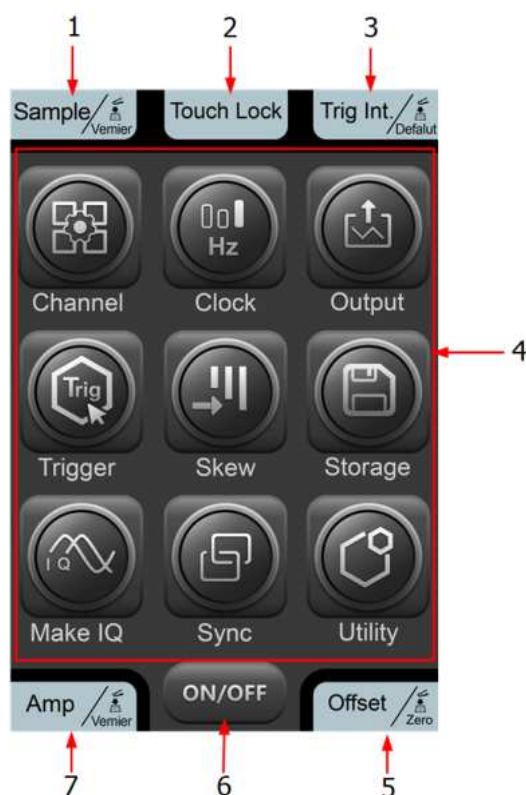 1 2 3
Sample/Vernier Touch Lock Trig Int./Defalut
Hz
Channel Clock Output
4
Trig
Trigger Skew Storage
I Q
Make IQ Sync Utility
Amp/Vernier ON/OFF Offset/Zero
7 6 5